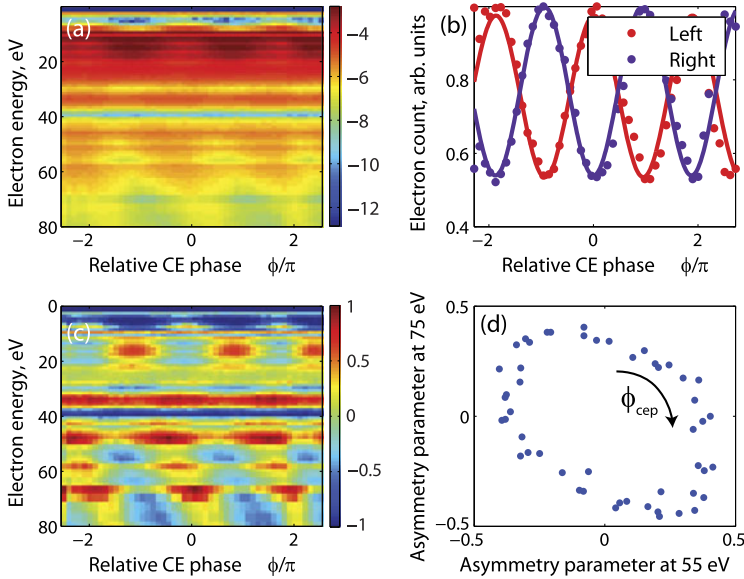 (a)
Electron energy, eV
20
40
60
80
−2
0
2
Relative CE phase ϕ/π
−4
−6
−8
−10
−12
(b)
Electron count, arb. units
1
0.8
0.6
0.4
Left
Right
−2
0
2
Relative CE phase ϕ/π
(c)
Electron energy, eV
0
20
40
60
80
−2
0
2
Relative CE phase ϕ/π
1
0.5
0
−0.5
−1
(d)
Asymmetry parameter at 75 eV
0.5
0
−0.5
ϕcep
0
0.5
Asymmetry parameter at 55 eV